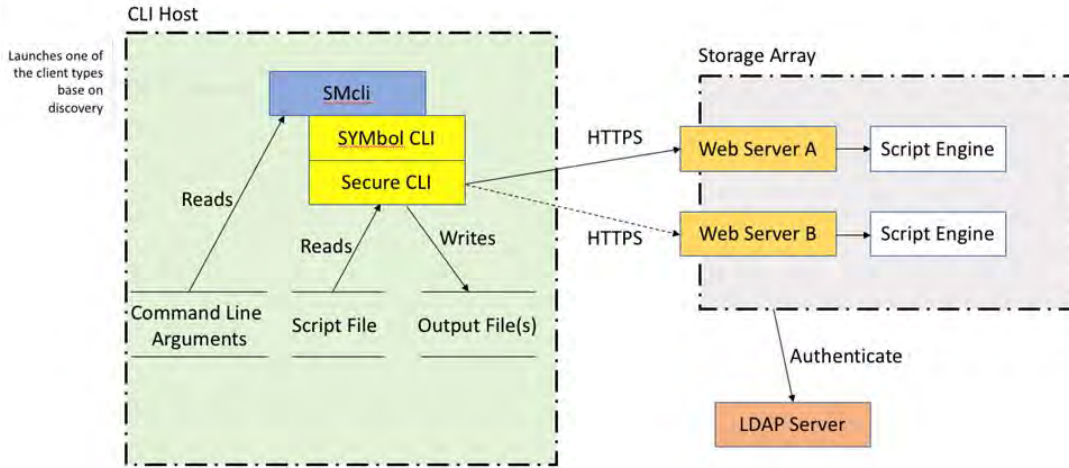 CLI Host
Launches one of
the client types
base on
discovery
SMcli
SYMbol CLI
Secure CLI
Reads
Reads
Writes
Command Line
Arguments
Script File
Output File(s)
HTTPS
HTTPS
Storage Array
Web Server A
Script Engine
Web Server B
Script Engine
Authenticate
LDAP Server